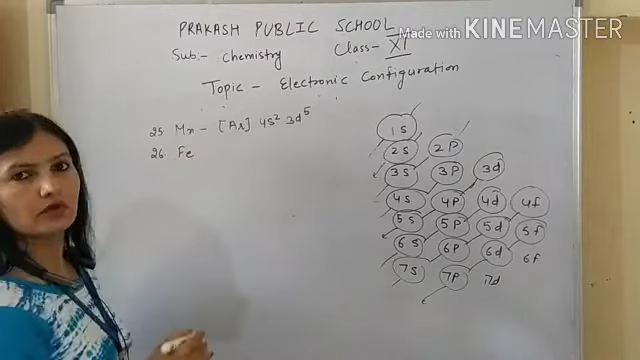 PRAKASH PUBLIC SCHOOL
Made with KINEMASTER
Sub:- Chemistry Class- XI
Topic - Electronic Configuration
25. Mn - [Ar] 4s² 3d⁵
26. Fe
1s
2s 2p
3s 3p 3d
4s 4p 4d 4f
5s 5p 5d 5f
6s 6p 6d 6f
7s 7p 7d